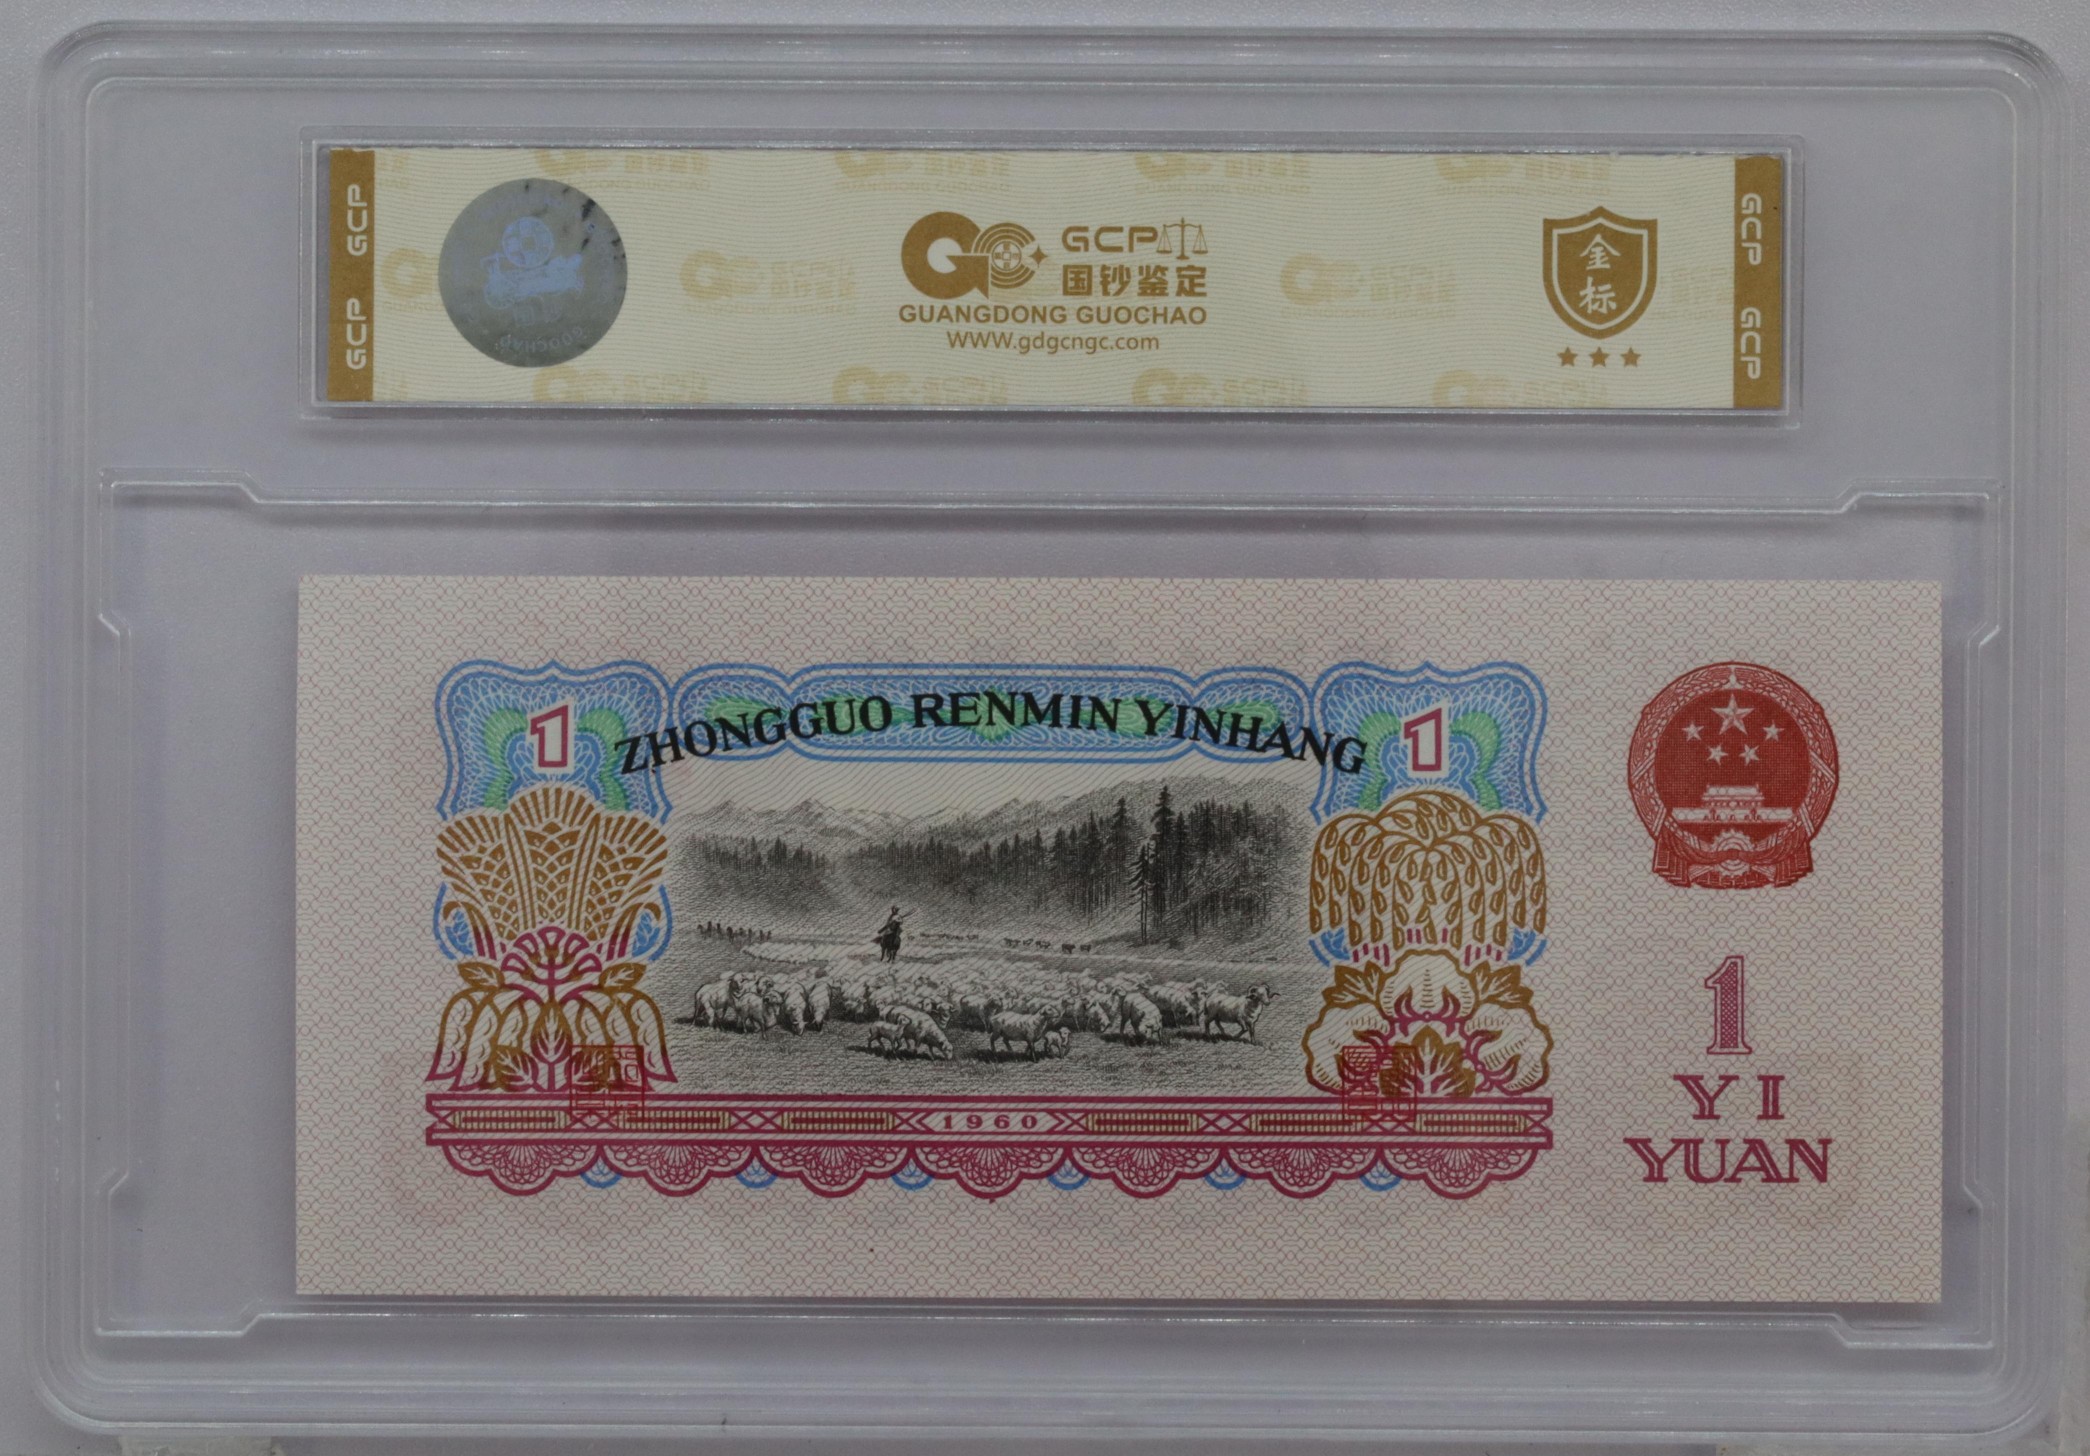 GCP
GCP
GCP
国钞鉴定
GUANGDONG GUOCHAO
WWW.gdgcngc.com
金
标
GCP
GCP
1
ZHONGGUO RENMIN YINHANG
1
1960
1
YI
YUAN